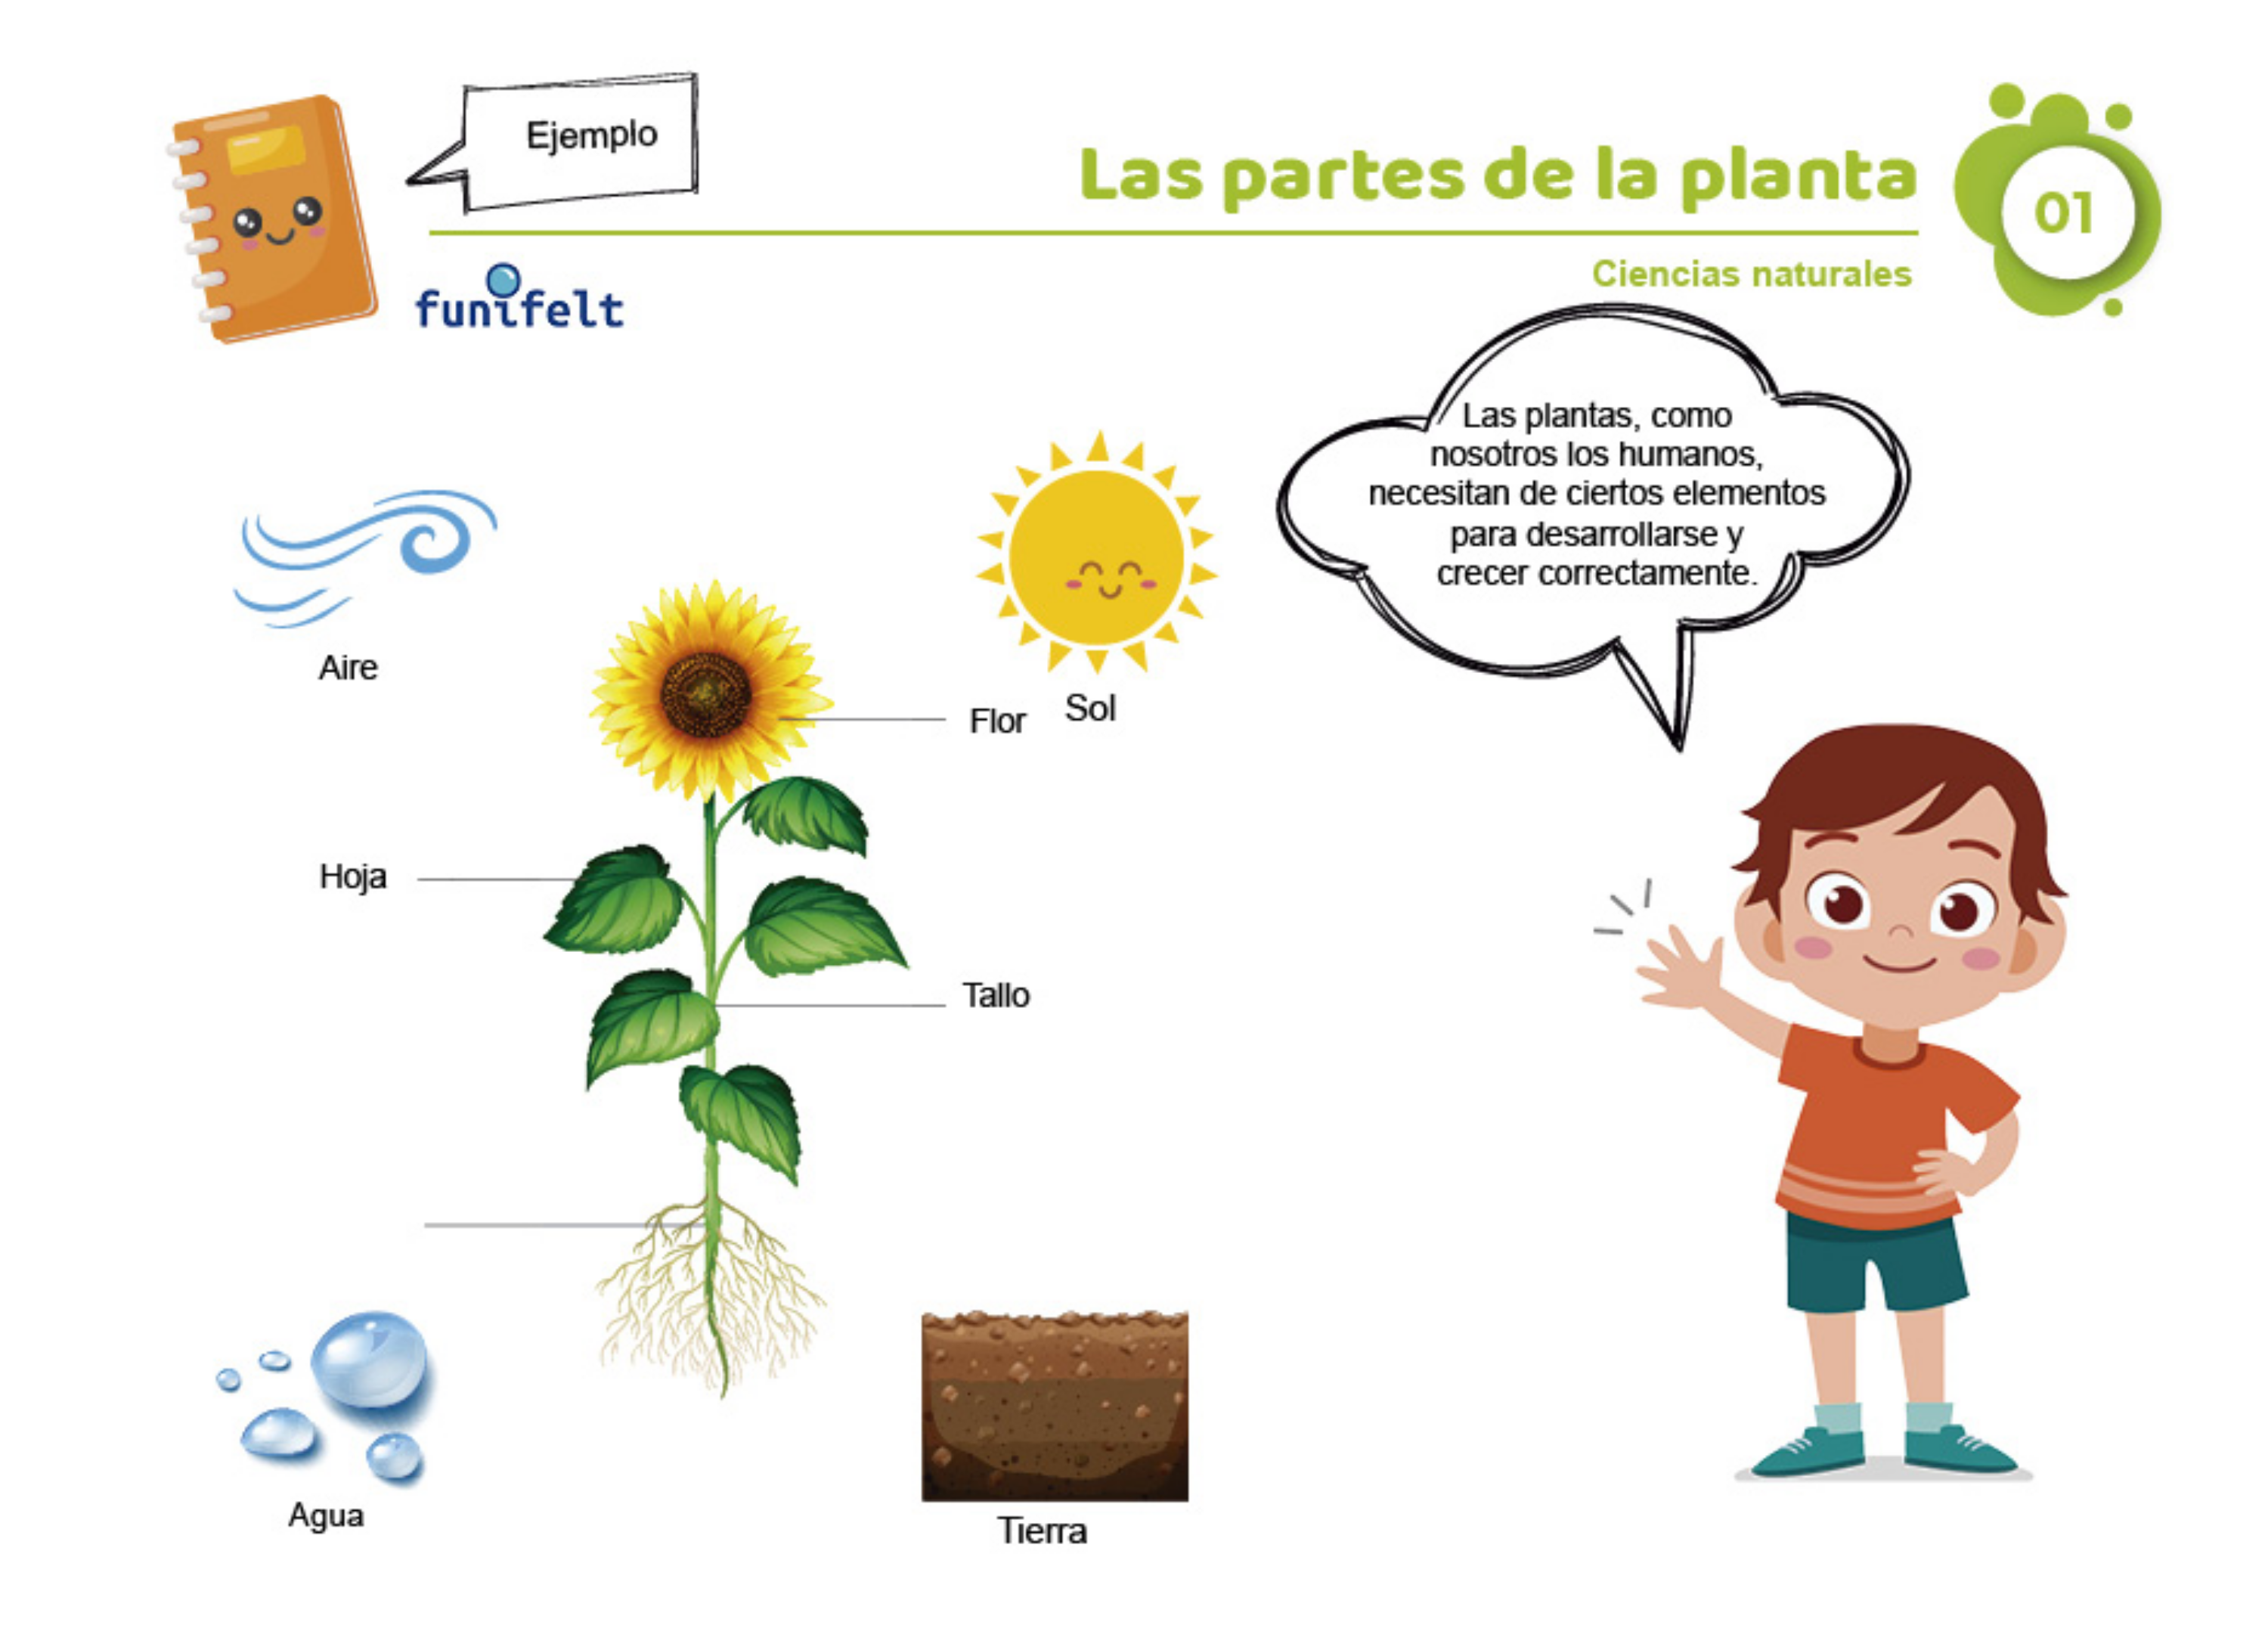 Ejemplo
Las partes de la planta
01
Ciencias naturales
funifelt
Las plantas, como
nosotros los humanos,
necesitan de ciertos elementos
para desarrollarse y
crecer correctamente.
Aire
Flor
Sol
Hoja
Tallo
Agua
Tierra